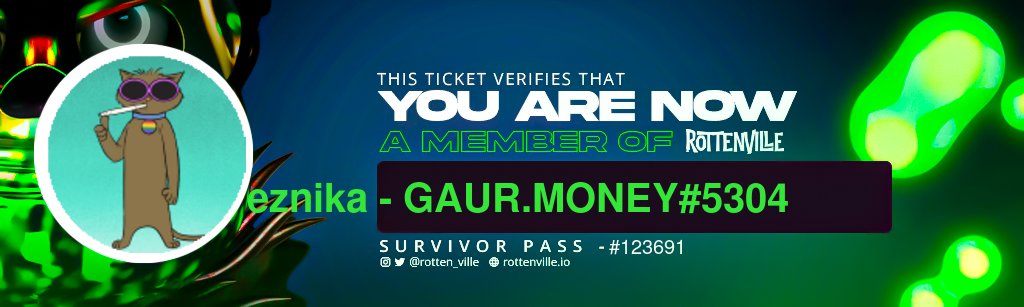 THIS TICKET VERIFIES THAT
YOU ARE NOW
A MEMBER OF ROTTENVILLE
eznika - GAUR.MONEY#5304
SURVIVOR PASS - #123691
@rotten_ville rottenville.io